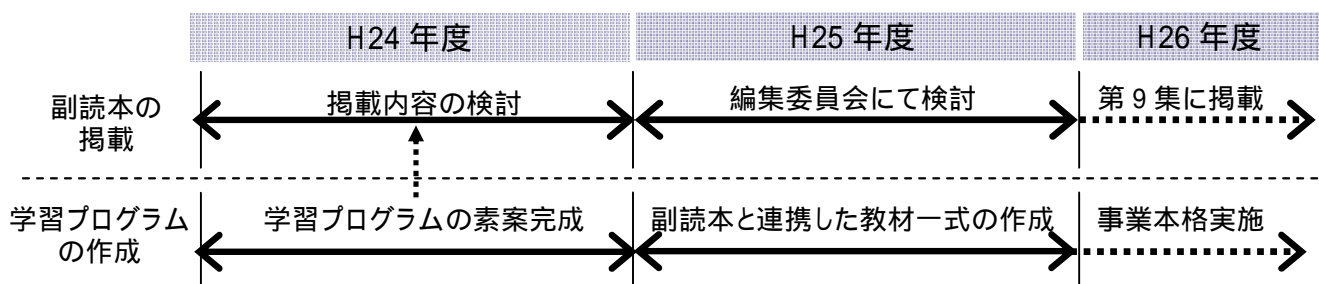 H24 年度 H25 年度 H26 年度
副読本の
掲載
掲載内容の検討 編集委員会にて検討 第 9 集に掲載
学習プログラム
の作成
学習プログラムの素案完成 副読本と連携した教材一式の作成 事業本格実施